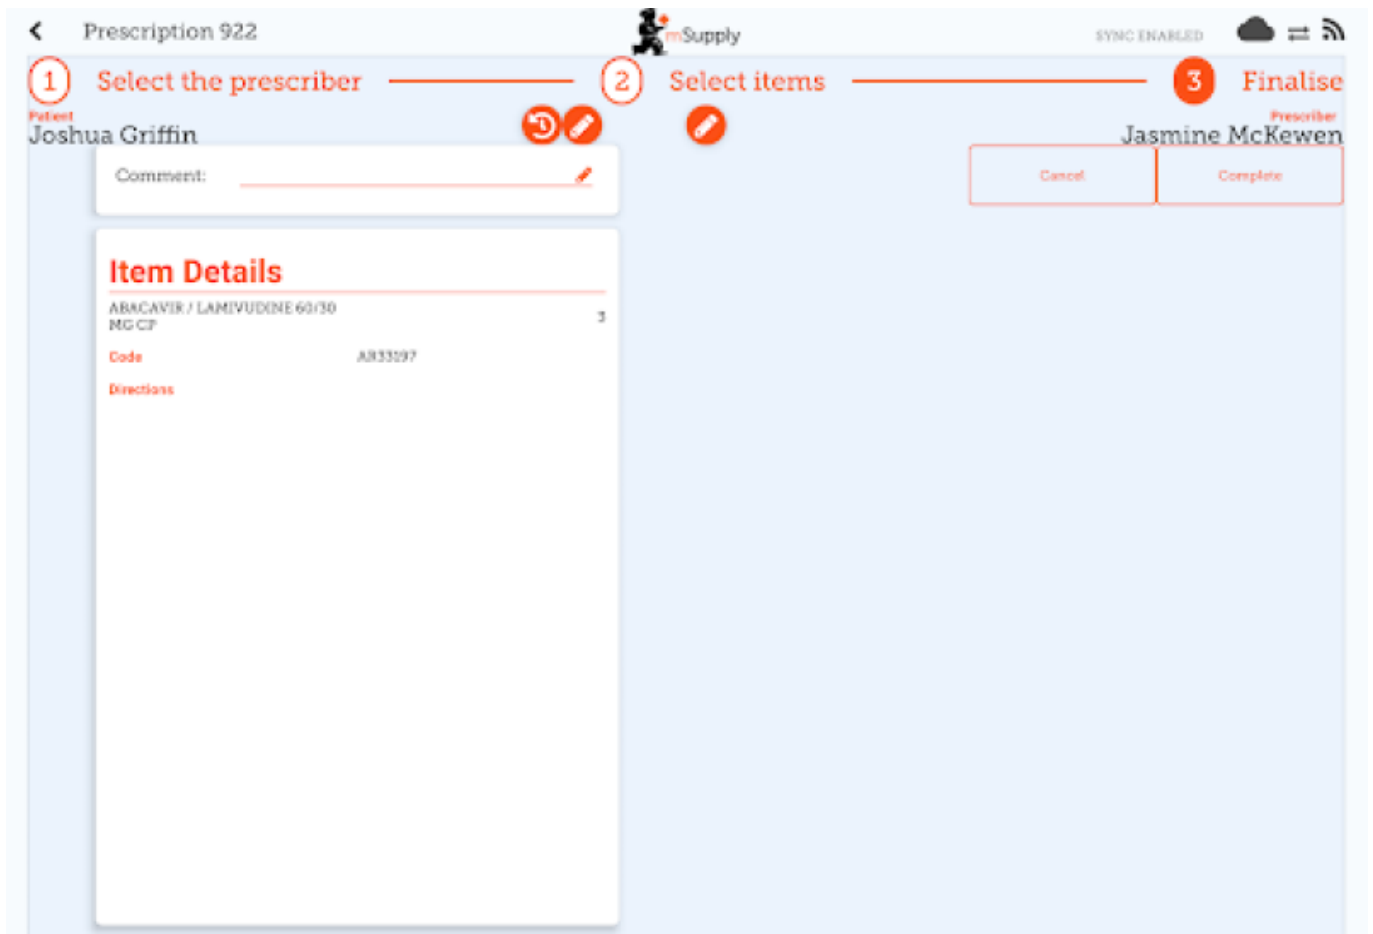 Prescription 922
mSupply
SYNC ENABLED
1 Select the prescriber
2 Select items
3 Finalise
Patient
Joshua Griffin
Prescriber
Jasmine McKewen
Comment:
Cancel
Complete
Item Details
ABACAVIR / LAMIVUDINE 60/30
MG CP
3
Code AB33197
Directions